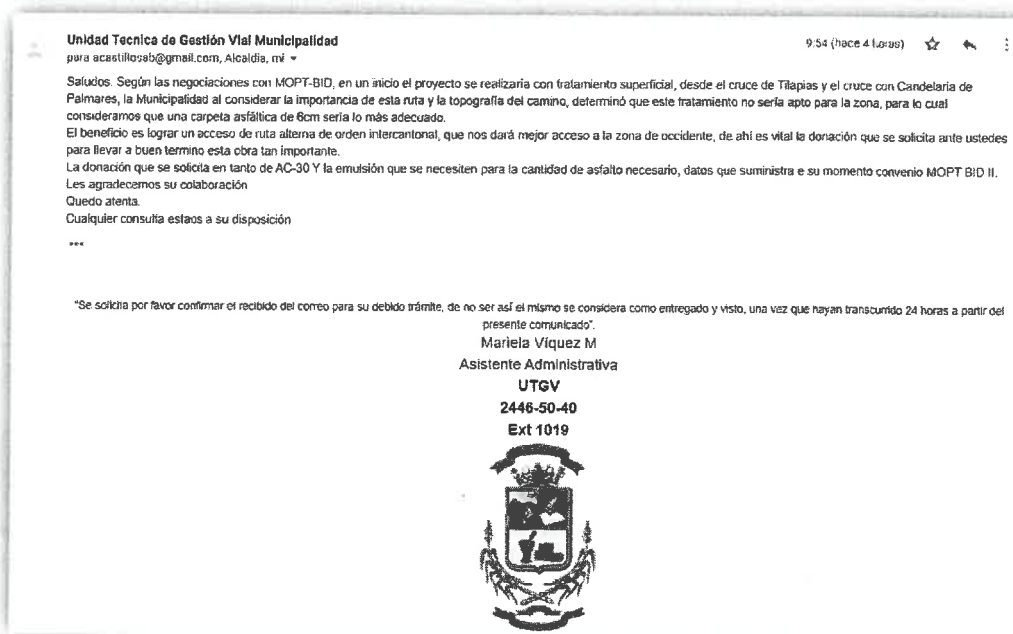 Unidad Tecnica de Gestión Vial Municipalidad
9:54 (hace 4 horas)
para acastillosab@gmail.com, Alcaldia, mí
Saludos. Según las negociaciones con MOPT-BID, en un inicio el proyecto se realizaría con tratamiento superficial, desde el cruce de Tilapias y el cruce con Candelaria de
Palmares, la Municipalidad al considerar la importancia de esta ruta y la topografía del camino, determinó que este tratamiento no sería apto para la zona, para lo cual
consideramos que una carpeta asfáltica de 6cm sería lo más adecuado.
El beneficio es lograr un acceso de ruta alterna de orden intercantonal, que nos dará mejor acceso a la zona de occidente, de ahí es vital la donación que se solicita ante ustedes
para llevar a buen termino esta obra tan importante.
La donación que se solicita en tanto de AC-30 Y la emulsión que se necesiten para la cantidad de asfalto necesario, datos que suministra e su momento convenio MOPT BID II.
Les agradecemos su colaboración
Quedo atenta.
Cualquier consulta estaos a su disposición
***
"Se solicita por favor confirmar el recibido del correo para su debido trámite, de no ser así el mismo se considera como entregado y visto, una vez que hayan transcurrido 24 horas a partir del
presente comunicado".
Mariela Víquez M
Asistente Administrativa
UTGV
2446-50-40
Ext 1019